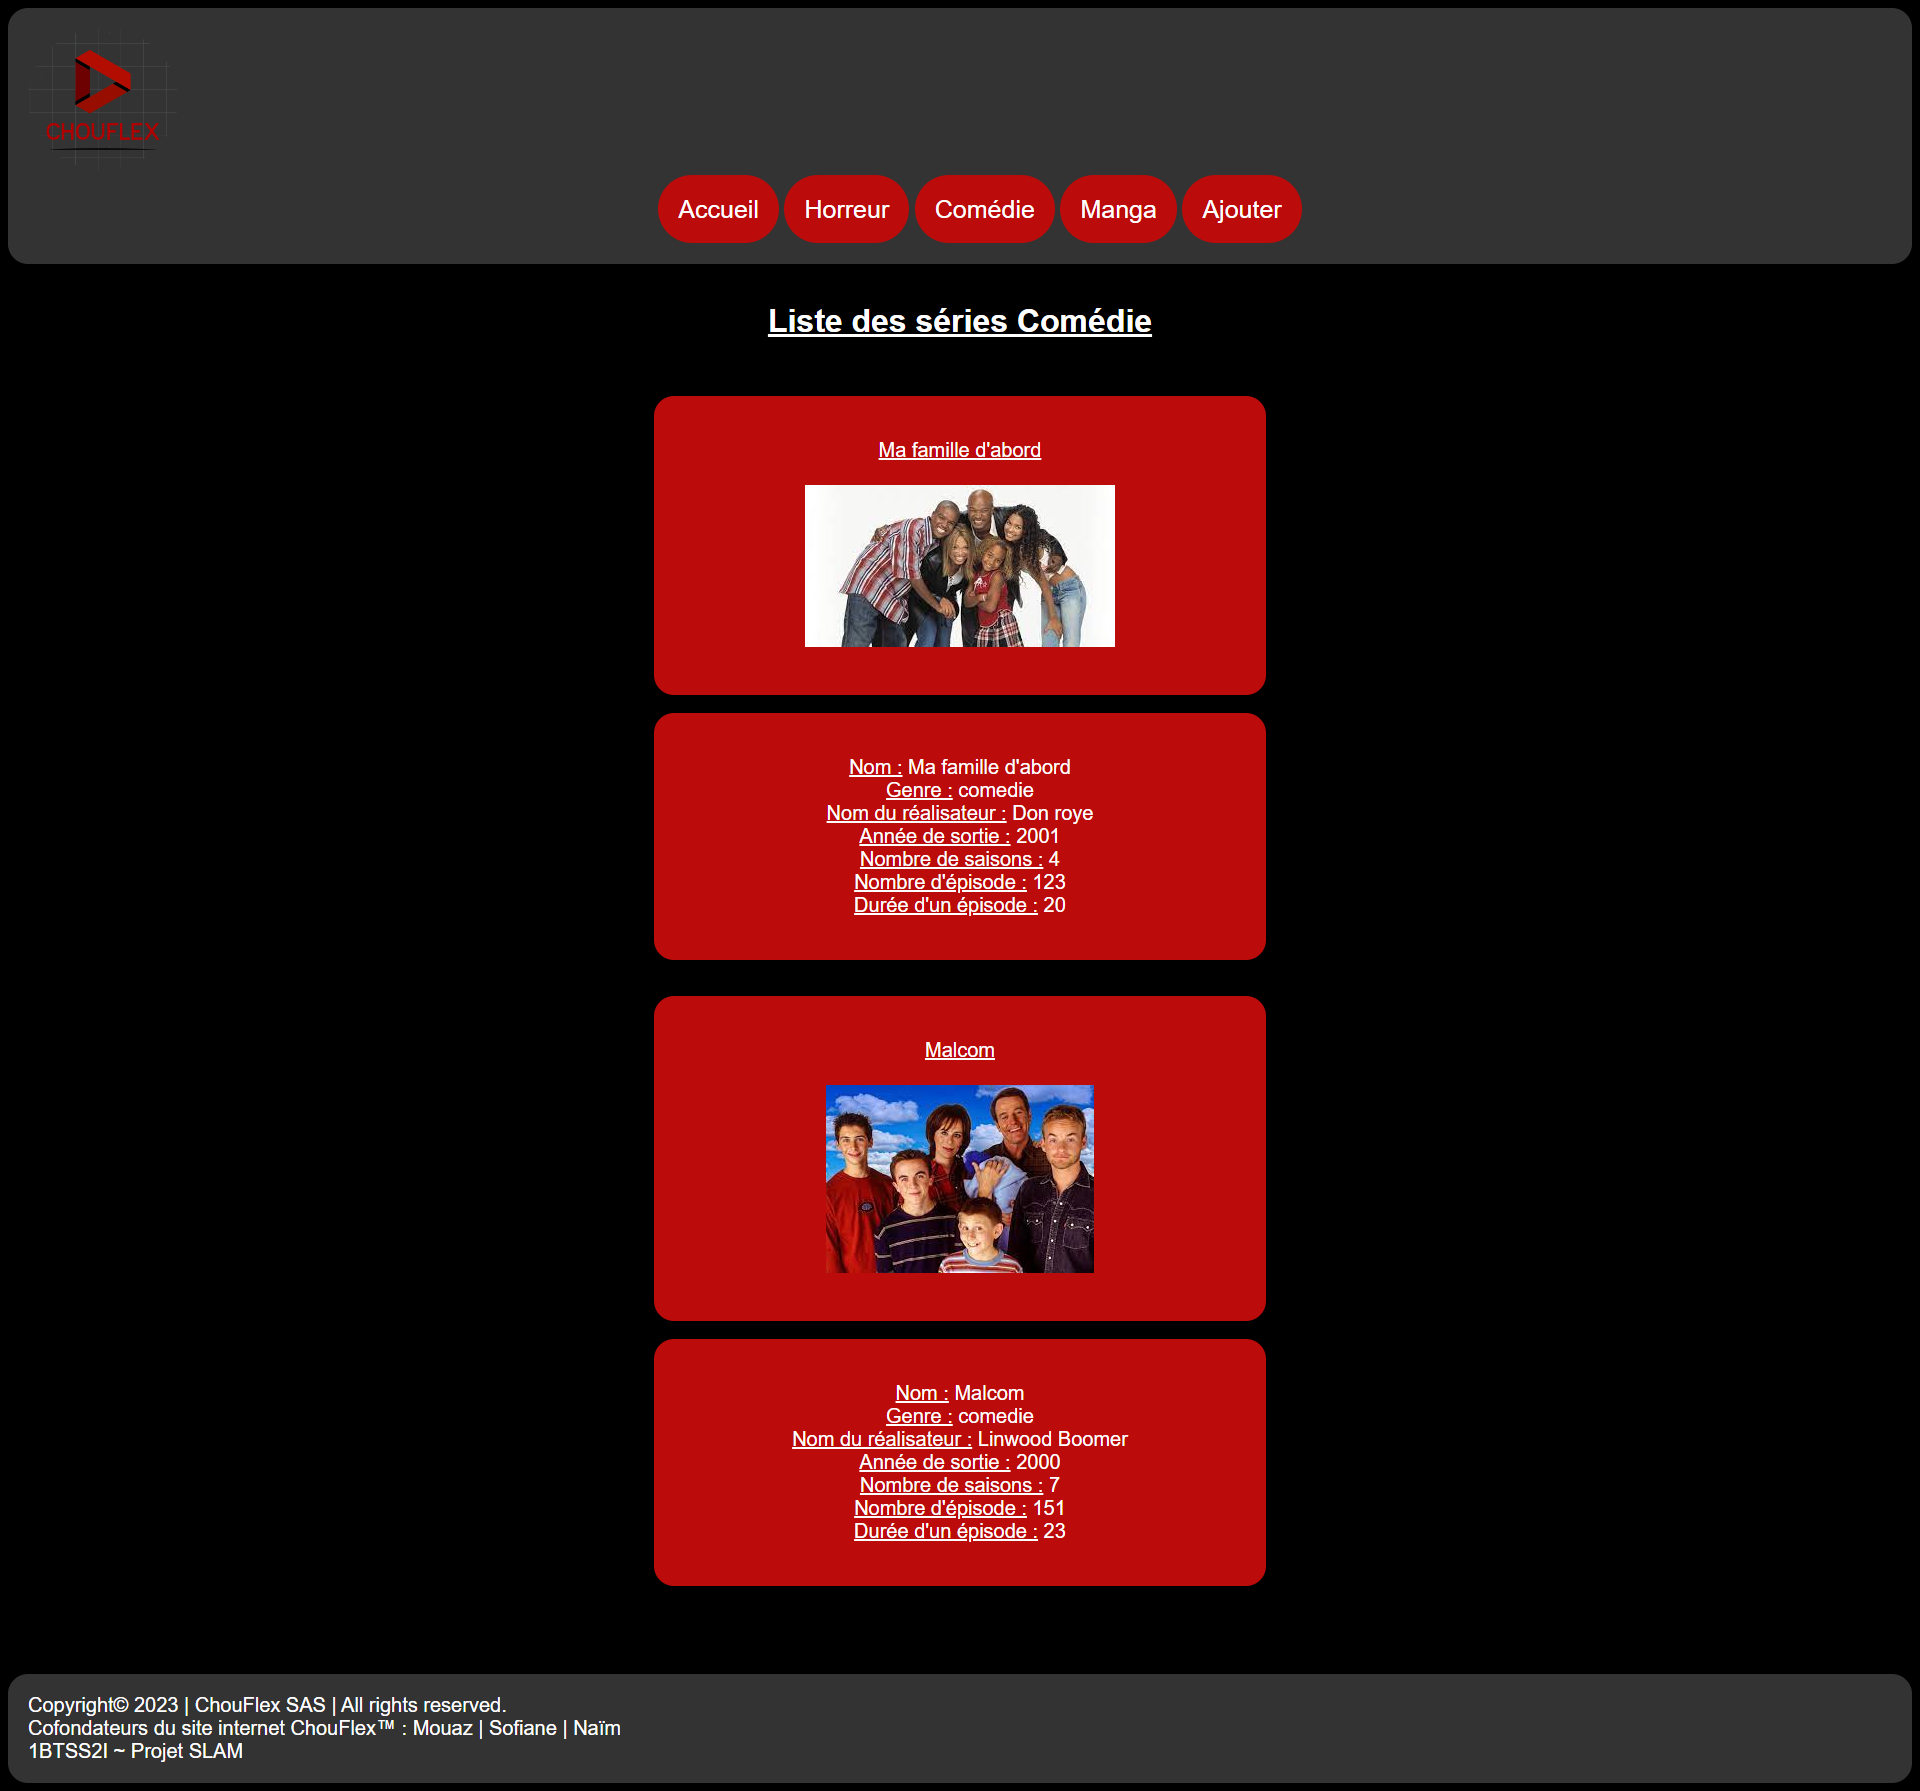 CHOUFLEX
Accueil Horreur Comédie Manga Ajouter
Liste des séries Comédie
Ma famille d'abord
Nom : Ma famille d'abord
Genre : comedie
Nom du réalisateur : Don roye
Année de sortie : 2001
Nombre de saisons : 4
Nombre d'épisode : 123
Durée d'un épisode : 20
Malcom
Nom : Malcom
Genre : comedie
Nom du réalisateur : Linwood Boomer
Année de sortie : 2000
Nombre de saisons : 7
Nombre d'épisode : 151
Durée d'un épisode : 23
Copyright© 2023 | ChouFlex SAS | All rights reserved.
Cofondateurs du site internet ChouFlex™ : Mouaz | Sofiane | Naïm
1BTSS2I ~ Projet SLAM